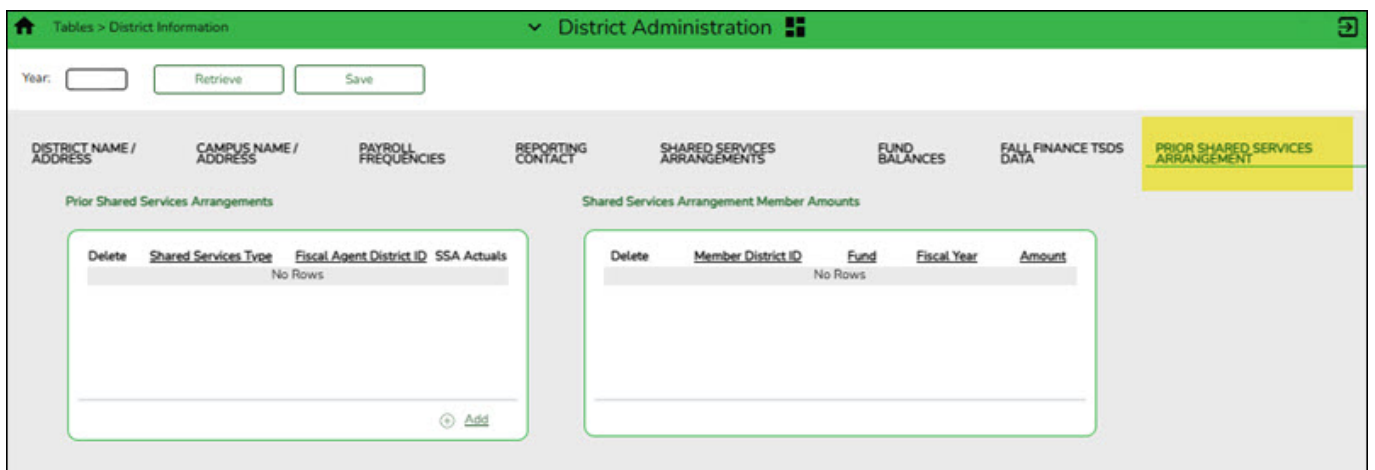 Tables > District Information
District Administration
Year:
Retrieve
Save
DISTRICT NAME /
ADDRESS
CAMPUS NAME /
ADDRESS
PAYROLL
FREQUENCIES
REPORTING
CONTACT
SHARED SERVICES
ARRANGEMENTS
FUND
BALANCES
FALL FINANCE TSDS
DATA
PRIOR SHARED SERVICES
ARRANGEMENT
Prior Shared Services Arrangements
Delete Shared Services Type Fiscal Agent District ID SSA Actuals
No Rows
Add
Shared Services Arrangement Member Amounts
Delete Member District ID Fund Fiscal Year Amount
No Rows